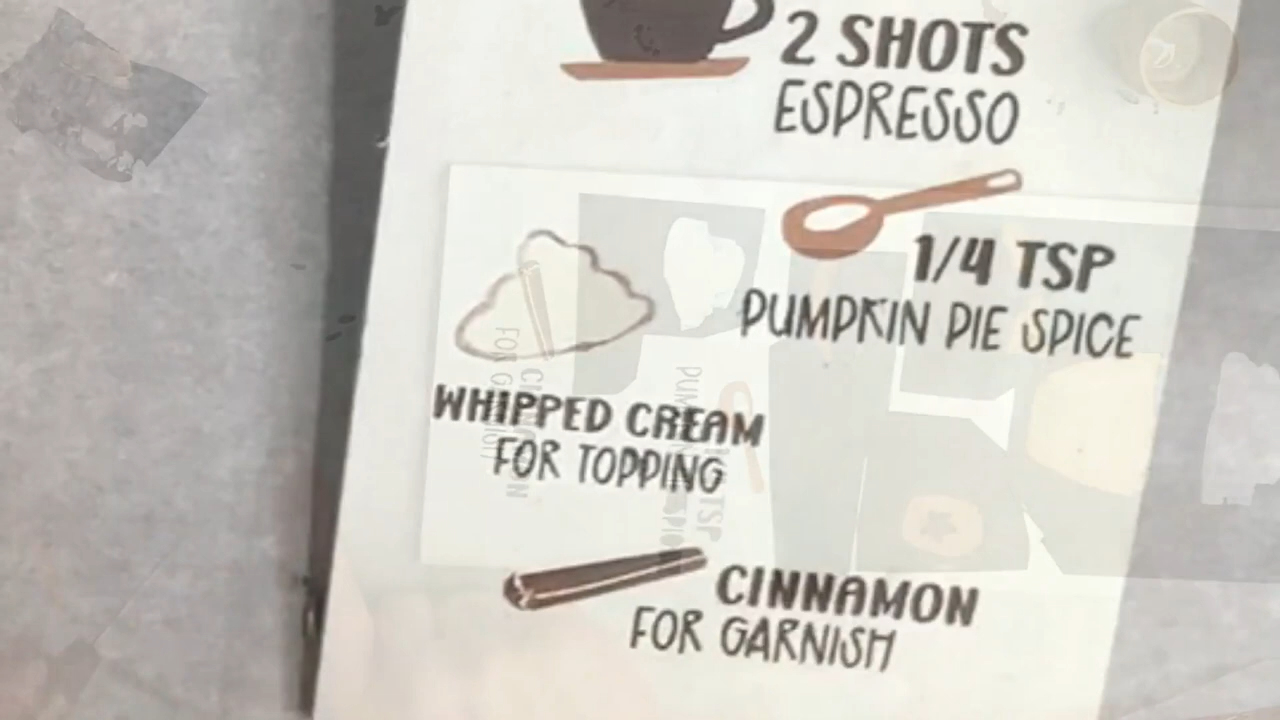 2 SHOTS
ESPRESSO
1/4 TSP
PUMPKIN PIE SPICE
WHIPPED CREAM
FOR TOPPING
CINNAMON
FOR GARNISH